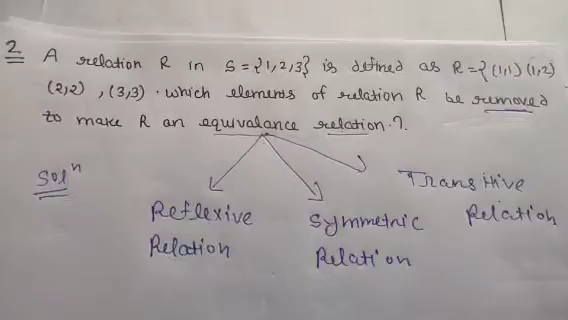 2 A relation R in S={1,2,3} is defined as R={(1,1)(1,2)
(2,2),(3,3). which elements of relation R be removed
to make R an equivalance relation.?
Solⁿ
Reflexive
Relation
Symmetric
Relation
Transitive
Relation